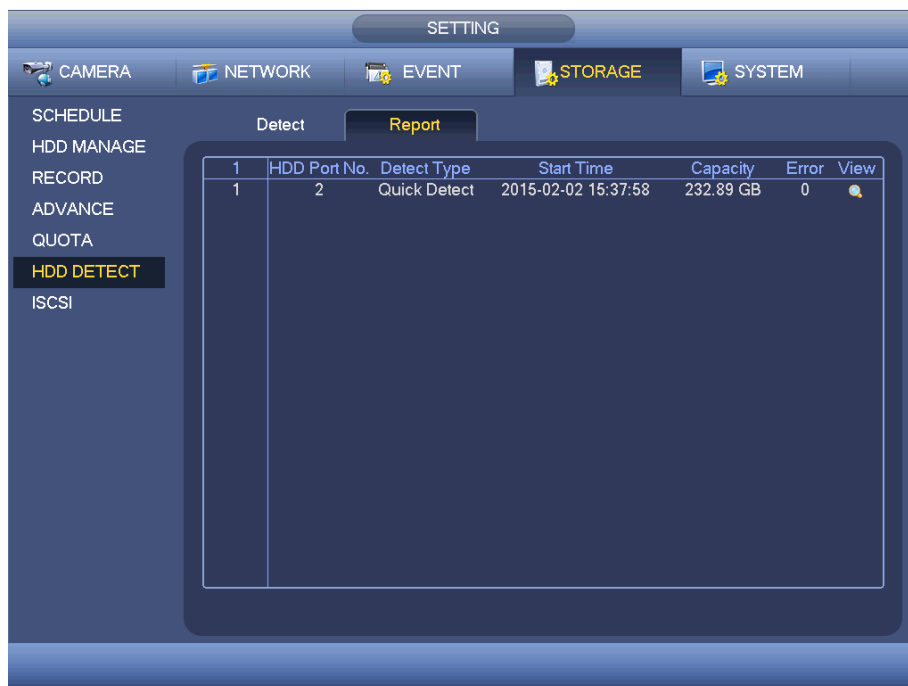 SETTING
CAMERA NETWORK EVENT STORAGE SYSTEM
SCHEDULE
HDD MANAGE
RECORD
ADVANCE
QUOTA
HDD DETECT
ISCSI
Detect Report
1 HDD Port No. Detect Type Start Time Capacity Error View
1 2 Quick Detect 2015-02-02 15:37:58 232.89 GB 0